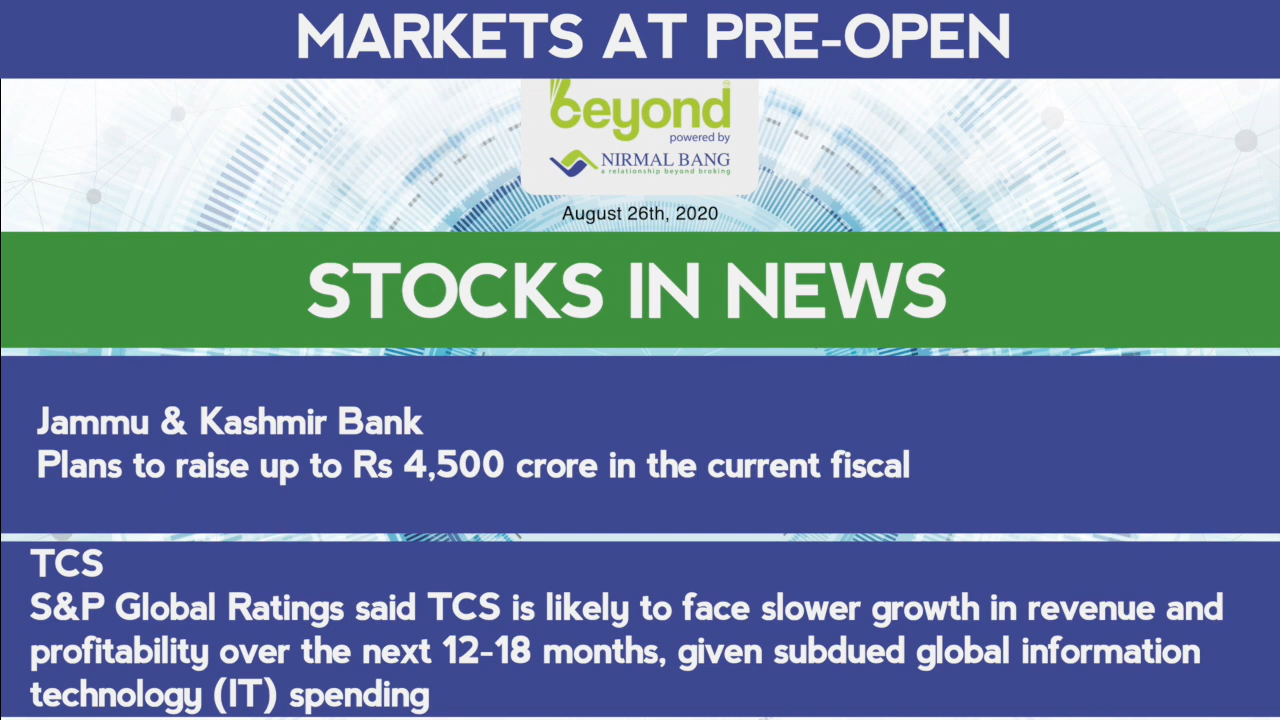 MARKETS AT PRE-OPEN
beyond
powered by
NIRMAL BANG
a relationship beyond broking
August 26th, 2020
STOCKS IN NEWS
Jammu & Kashmir Bank
Plans to raise up to Rs 4,500 crore in the current fiscal
TCS
S&P Global Ratings said TCS is likely to face slower growth in revenue and
profitability over the next 12-18 months, given subdued global information
technology (IT) spending